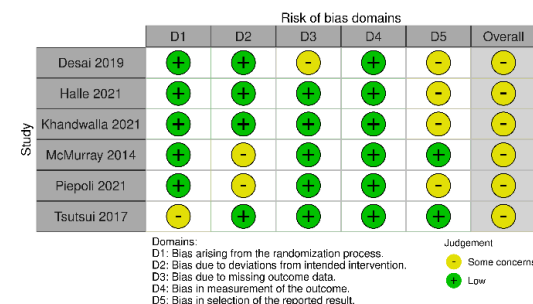 Risk of bias domains
D1 D2 D3 D4 D5 Overall
Study
Desai 2019 + + - + - -
Halle 2021 + + + + - -
Khandwalla 2021 + + + + - -
McMurray 2014 + - + + + -
Piepoli 2021 + - + + - -
Tsutsui 2017 - + + + + -
Domains:
D1: Bias arising from the randomization process.
D2: Bias due to deviations from intended intervention.
D3: Bias due to missing outcome data.
D4: Bias in measurement of the outcome.
D5: Bias in selection of the reported result.
Judgement
- Some concerns
+ Low